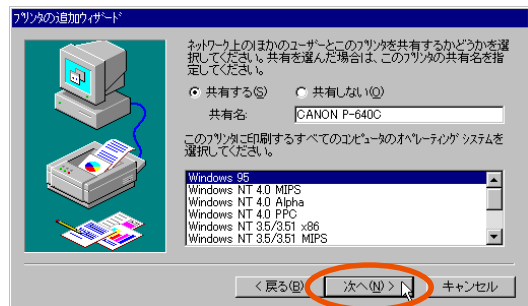 ﾌﾟﾘﾝﾀの追加ｳｨｻﾞｰﾄﾞ
ﾈｯﾄﾜｰｸ上のほかのﾕｰｻﾞｰとこのﾌﾟﾘﾝﾀを共有するかどうかを選
択してください。共有を選んだ場合は、このﾌﾟﾘﾝﾀの共有名を指
定してください。
共有する(S)
共有しない(O)
共有名:
CANON P-640C
このﾌﾟﾘﾝﾀに印刷するすべてのｺﾝﾋﾟｭｰﾀのｵﾍﾟﾚｰﾃｨﾝｸﾞ ｼｽﾃﾑを
選択してください。
Windows 95
Windows NT 4.0 MIPS
Windows NT 4.0 Alpha
Windows NT 4.0 PPC
Windows NT 3.5/3.51 x86
Windows NT 3.5/3.51 MIPS
< 戻る(B)
次へ(N) >
キャンセル